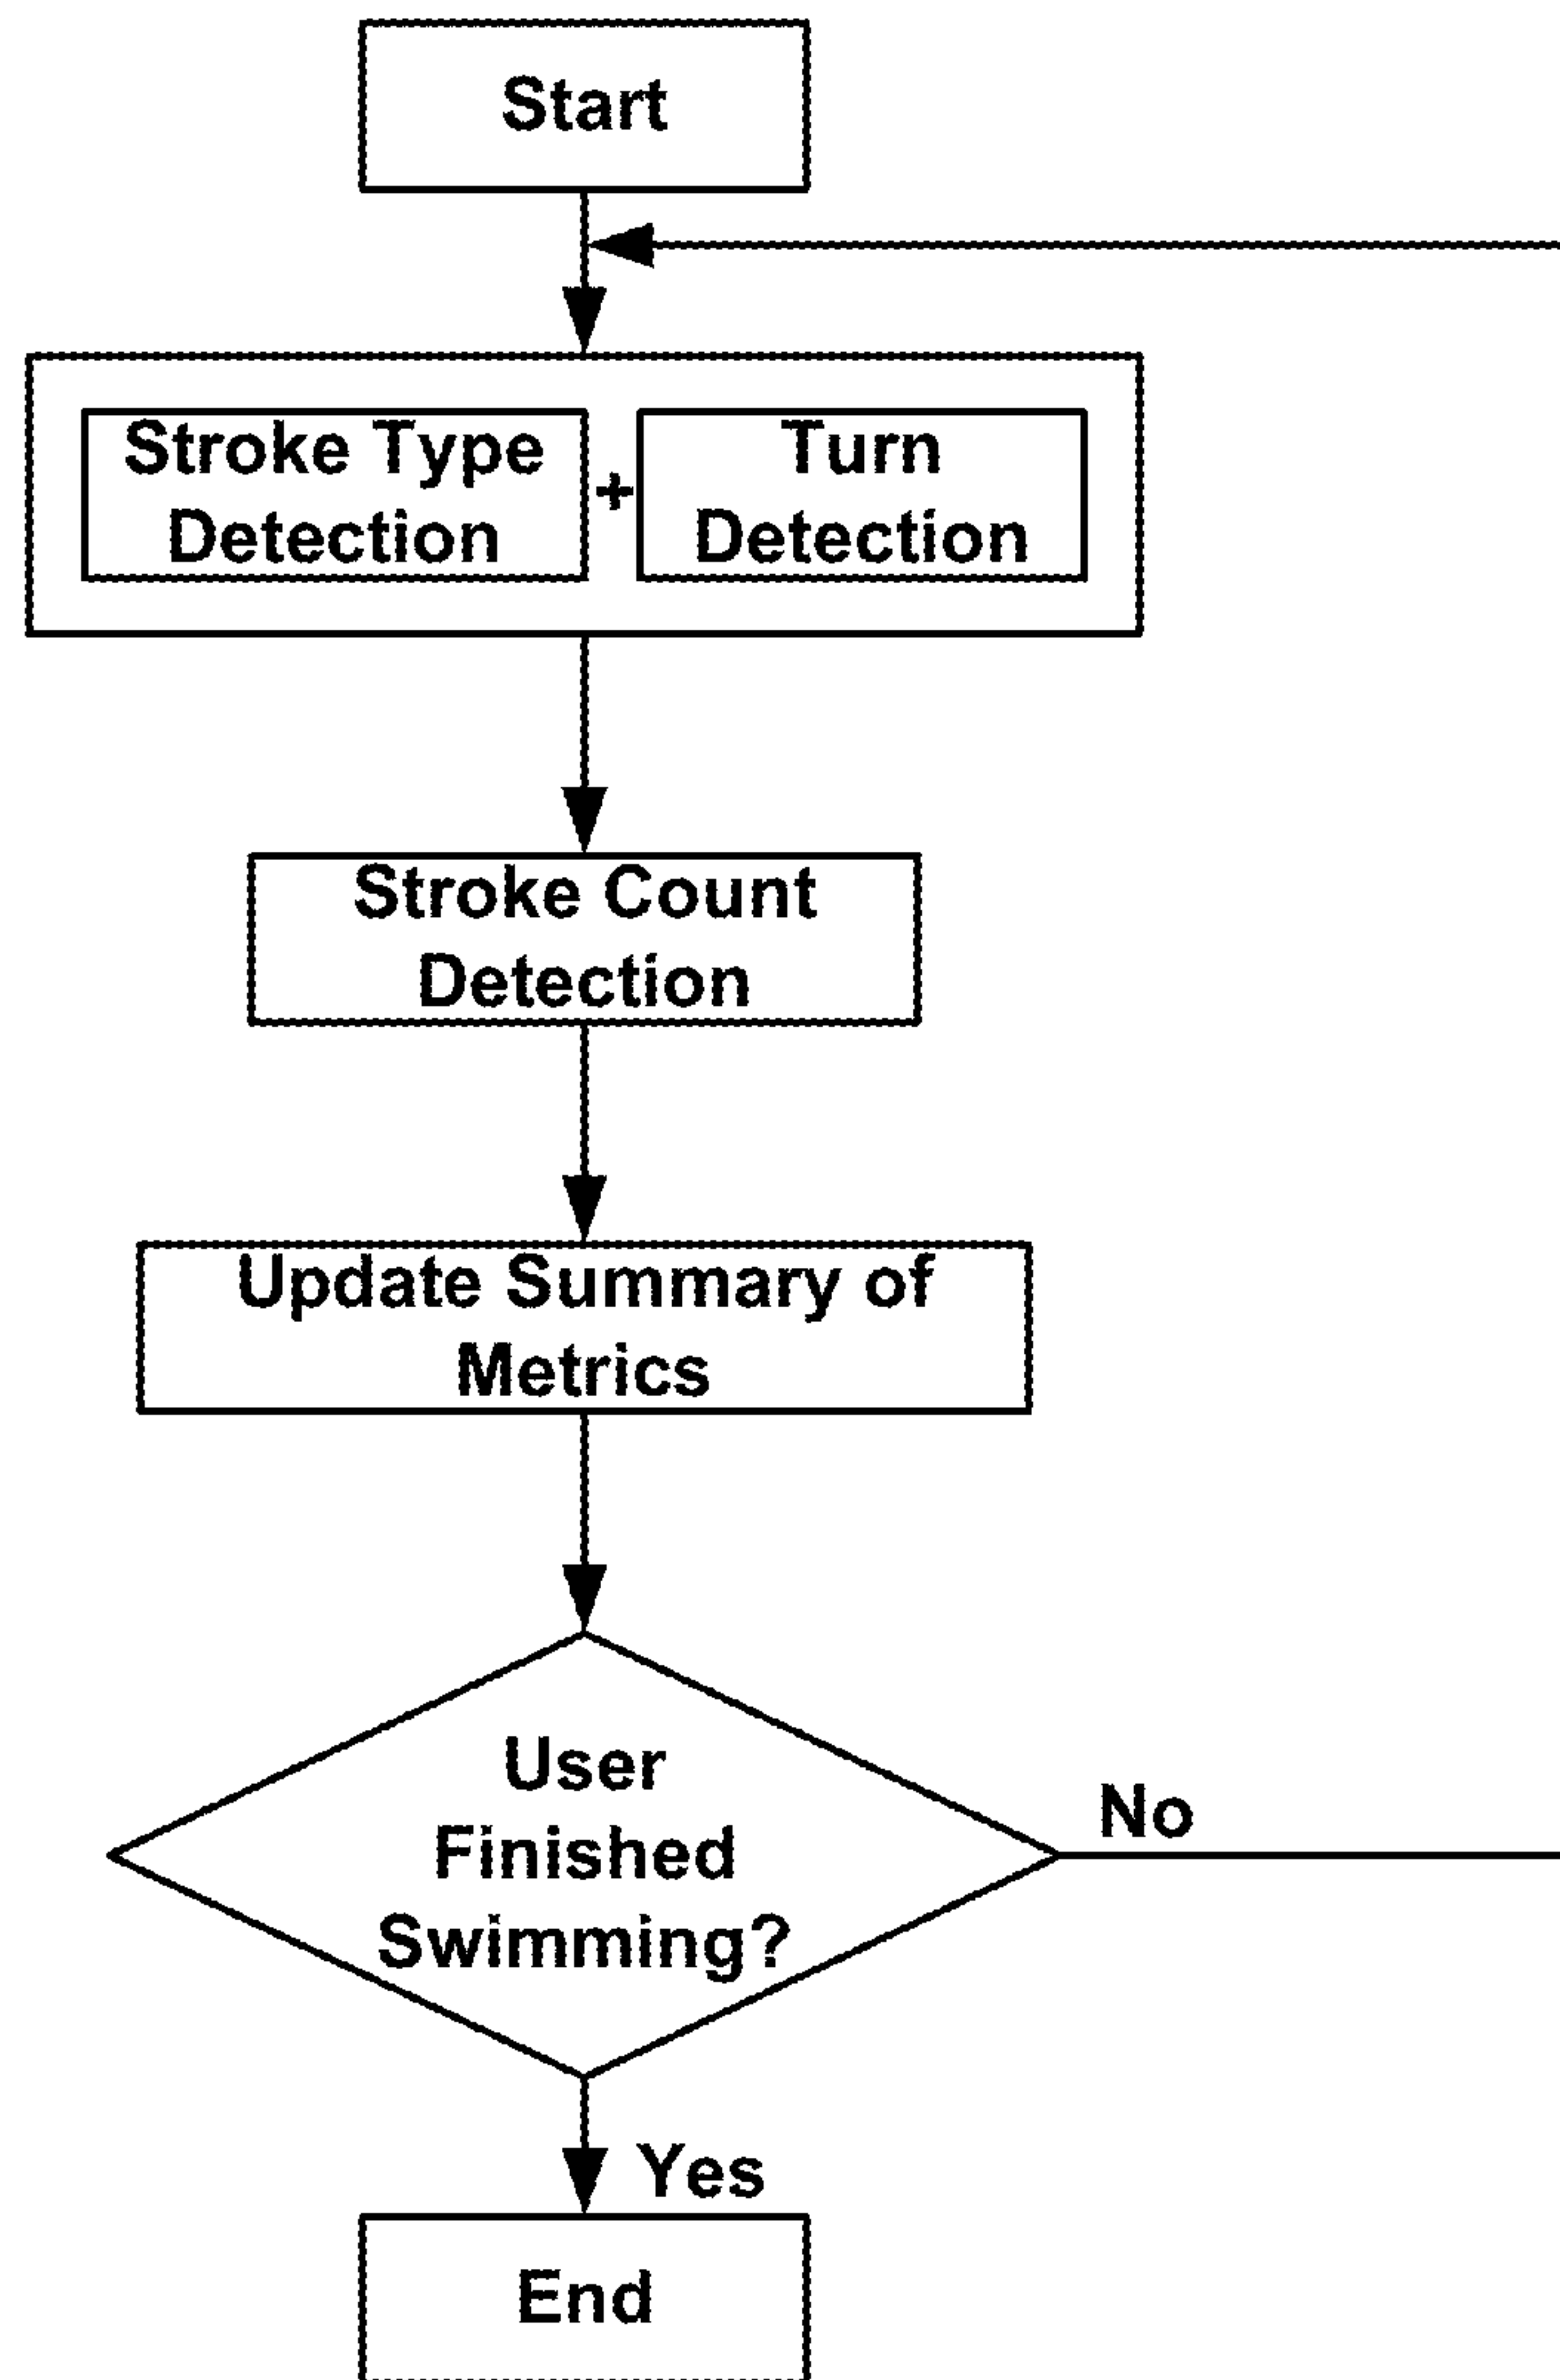 Start
Stroke Type
Detection
+
Turn
Detection
Stroke Count
Detection
Update Summary of
Metrics
User
Finished
Swimming?
No
Yes
End